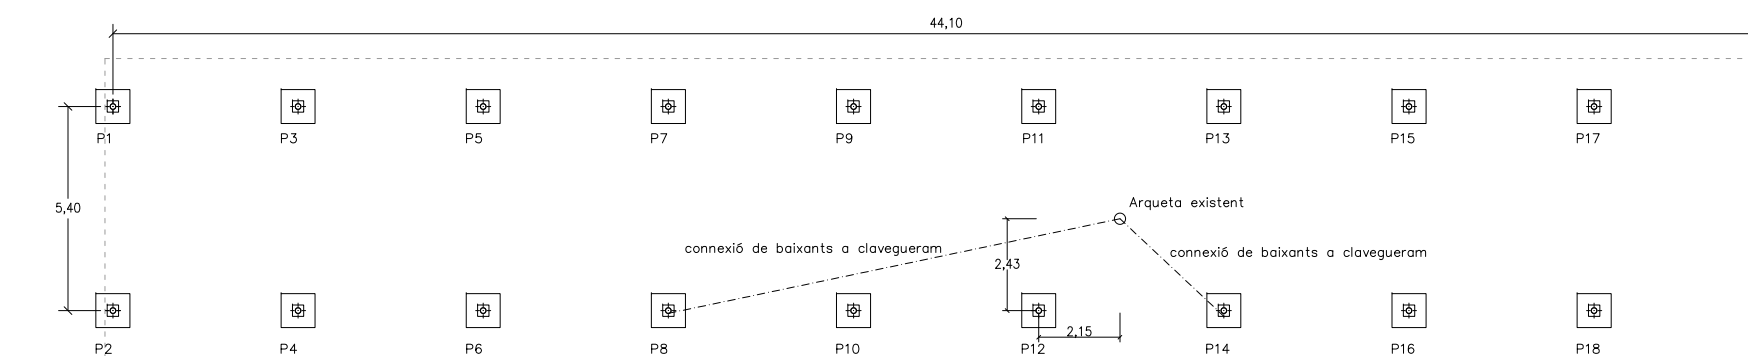 44,10
P1
P3
P5
P7
P9
P11
P13
P15
P17
5,40
Arqueta existent
connexió de baixants a clavegueram
connexió de baixants a clavegueram
2,43
2,15
P2
P4
P6
P8
P10
P12
P14
P16
P18